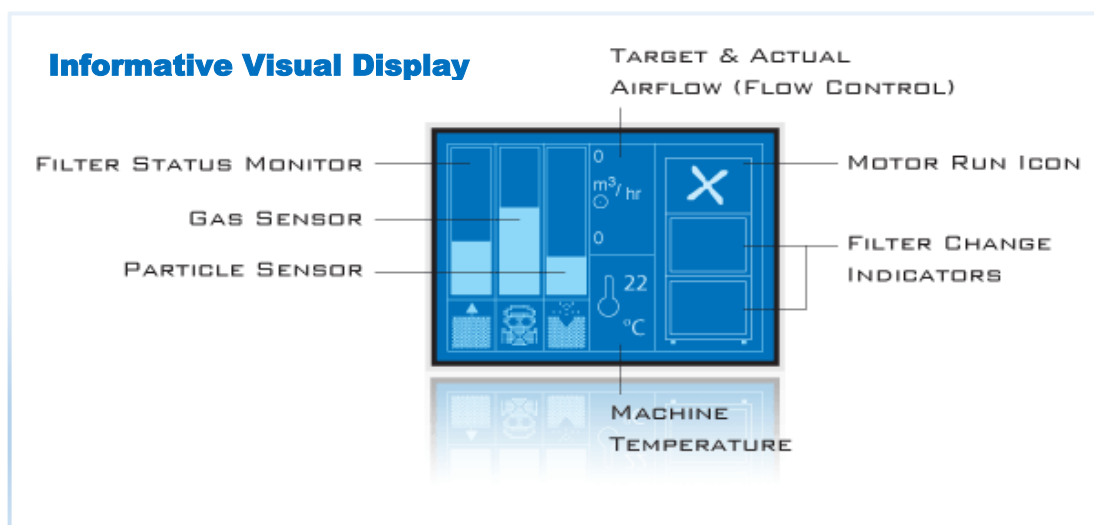 Informative Visual Display
TARGET & ACTUAL
AIRFLOW (FLOW CONTROL)
FILTER STATUS MONITOR
GAS SENSOR
PARTICLE SENSOR
0
m³/ hr
0
22
°C
MOTOR RUN ICON
FILTER CHANGE
INDICATORS
MACHINE
TEMPERATURE